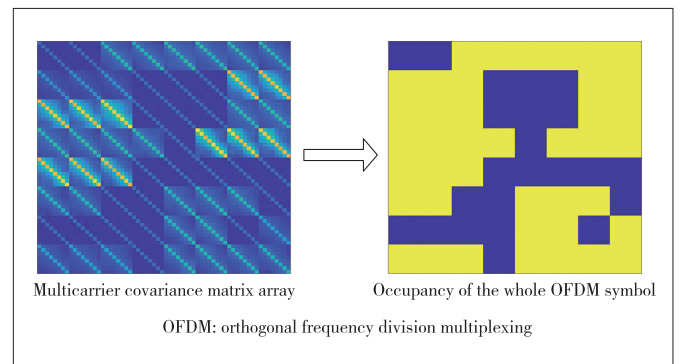 Multicarrier covariance matrix array
Occupancy of the whole OFDM symbol
OFDM: orthogonal frequency division multiplexing